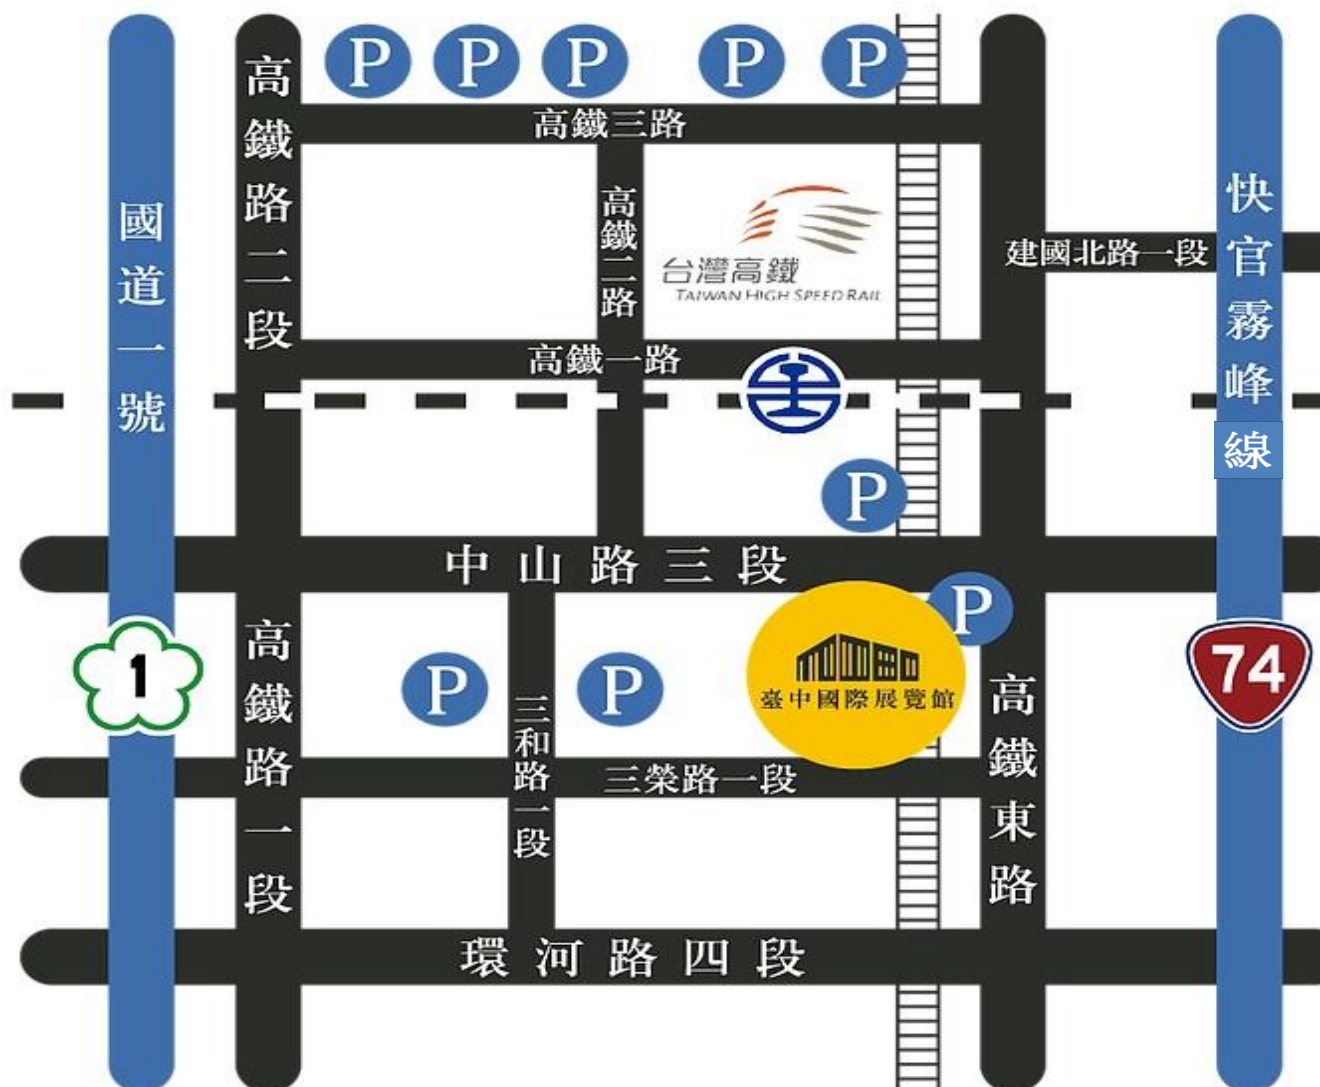 P
P
P
P
P
高鐵三路
高鐵路二段
國道一號
高鐵二路
台灣高鐵
TAIWAN HIGH SPEED RAIL
建國北路一段
快官霧峰線
高鐵一路
P
中山路三段
P
高鐵路一段
1
P
三和路一段
P
臺中國際展覽館
高鐵東路
74
三榮路一段
環河路四段